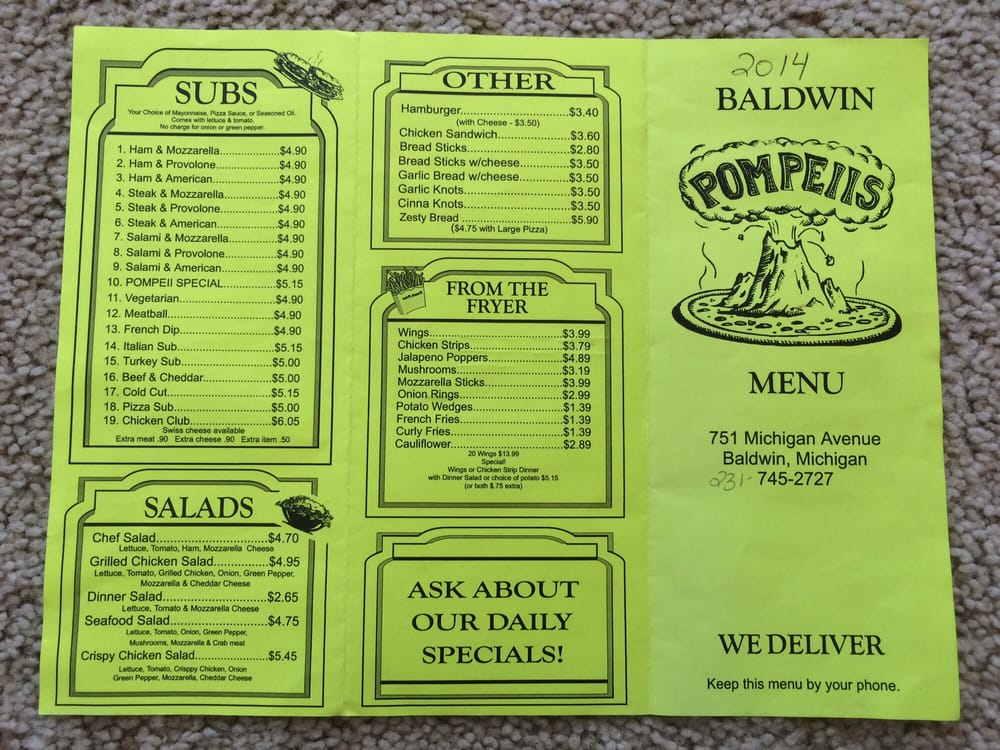 SUBS
Your Choice of Mayonnaise, Pizza Sauce, or Seasoned Oil.
Comes with lettuce & tomato.
No charge for onion or green pepper.
1. Ham & Mozzarella....................$4.90
2. Ham & Provolone....................$4.90
3. Ham & American.....................$4.90
4. Steak & Mozzarella..................$4.90
5. Steak & Provolone...................$4.90
6. Steak & American....................$4.90
7. Salami & Mozzarella.................$4.90
8. Salami & Provolone..................$4.90
9. Salami & American...................$4.90
10. POMPEII SPECIAL..................$5.15
11. Vegetarian............................$4.90
12. Meatball...............................$4.90
13. French Dip............................$4.90
14. Italian Sub............................$5.15
15. Turkey Sub............................$5.00
16. Beef & Cheddar......................$5.00
17. Cold Cut...............................$5.15
18. Pizza Sub..............................$5.00
19. Chicken Club.........................$6.05
Swiss cheese available
Extra meat .90 Extra cheese .90 Extra item .50
SALADS
Chef Salad.........................$4.70
Lettuce, Tomato, Ham, Mozzarella Cheese
Grilled Chicken Salad...............$4.95
Lettuce, Tomato, Grilled Chicken, Onion, Green Pepper,
Mozzarella & Cheddar Cheese
Dinner Salad.......................$2.65
Lettuce, Tomato & Mozzarella Cheese
Seafood Salad.....................$4.75
Lettuce, Tomato, Onion, Green Pepper,
Mushrooms, Mozzarella & Crab meat
Crispy Chicken Salad...............$5.45
Lettuce, Tomato, Crisppy Chicken, Onion
Green Pepper, Mozzarella, Cheddar Cheese
OTHER
Hamburger............................$3.40
(with Cheese - $3.50)
Chicken Sandwich...................$3.60
Bread Sticks..........................$2.80
Bread Sticks w/cheese.............$3.50
Garlic Bread w/cheese.............$3.50
Garlic Knots..........................$3.50
Cinna Knots..........................$3.50
Zesty Bread ..........................$5.90
($4.75 with Large Pizza)
FROM THE
FRYER
Wings...................................$3.99
Chicken Strips........................$3.79
Jalapeno Poppers....................$4.89
Mushrooms...........................$3.19
Mozzarella Sticks....................$3.99
Onion Rings..........................$2.99
Potato Wedges.......................$1.39
French Fries..........................$1.39
Curly Fries............................$1.39
Cauliflower............................$2.89
20 Wings $13.99
Special!
Wings or Chicken Strip Dinner
with Dinner Salad or choice of potato $5.15
(or both $.75 extra)
ASK ABOUT
OUR DAILY
SPECIALS!
2014
BALDWIN
POMPEIIS
MENU
751 Michigan Avenue
Baldwin, Michigan
231- 745-2727
WE DELIVER
Keep this menu by your phone.